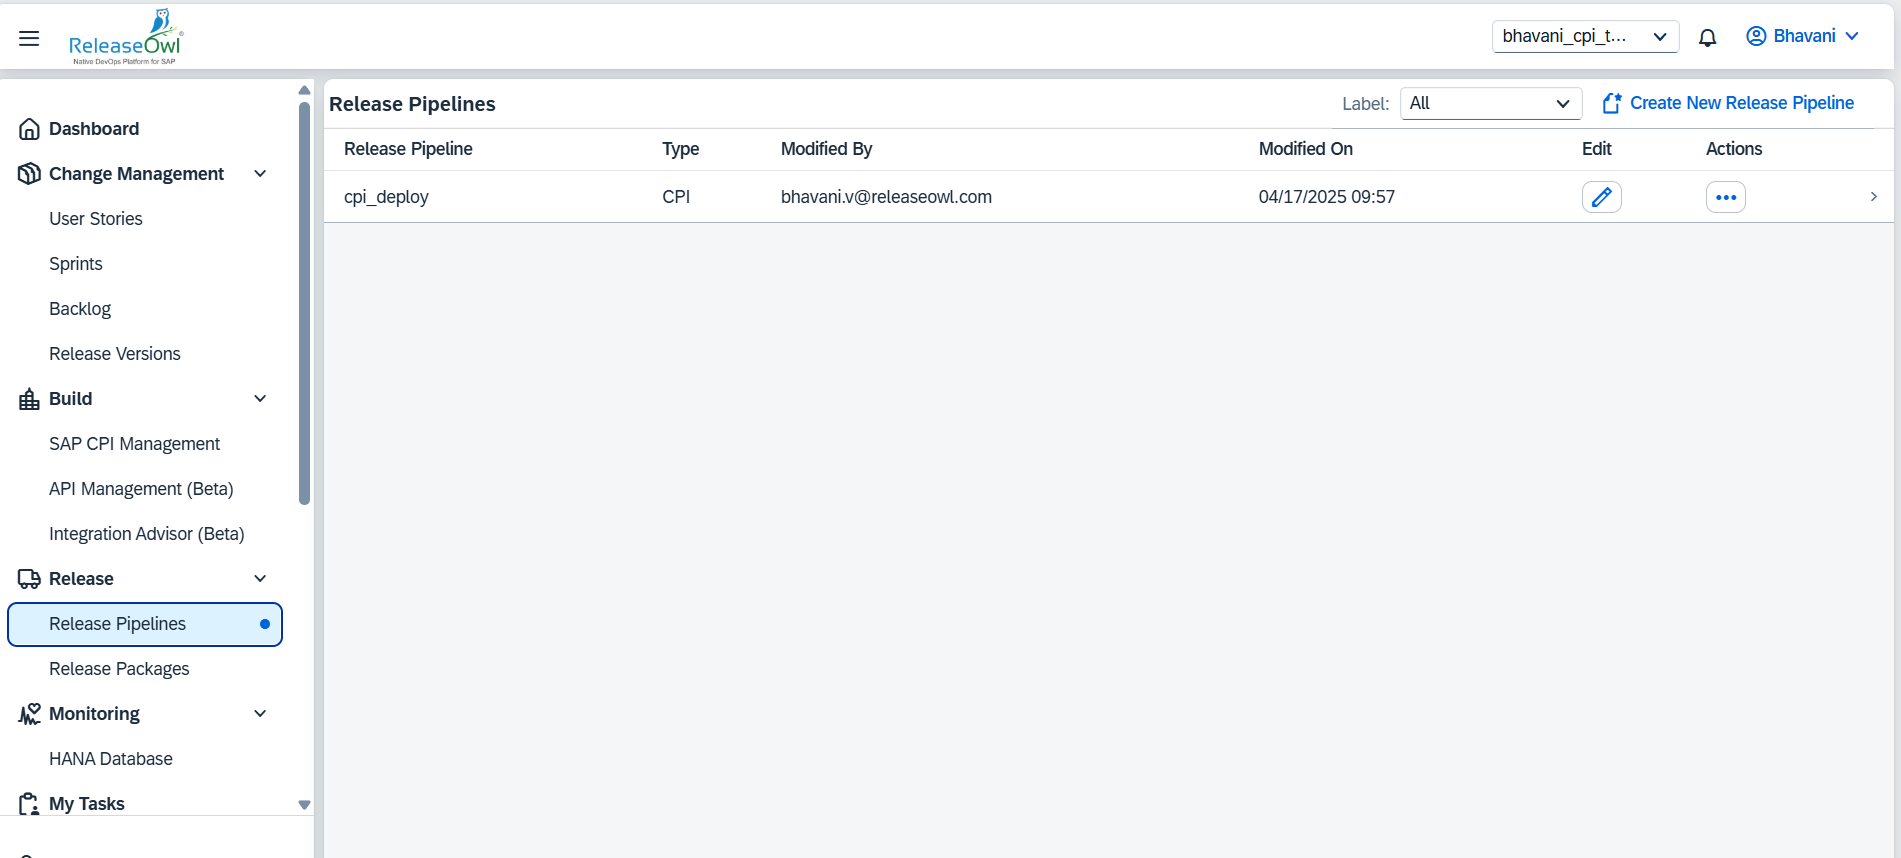 ReleaseOwl
Native DevOps Platform for SAP
bhavani_cpi_t...
Bhavani
Dashboard
Change Management
User Stories
Sprints
Backlog
Release Versions
Build
SAP CPI Management
API Management (Beta)
Integration Advisor (Beta)
Release
Release Pipelines
Release Packages
Monitoring
HANA Database
My Tasks
Release Pipelines
Label: All Create New Release Pipeline
Release Pipeline Type Modified By Modified On Edit Actions
cpi_deploy CPI bhavani.v@releaseowl.com 04/17/2025 09:57